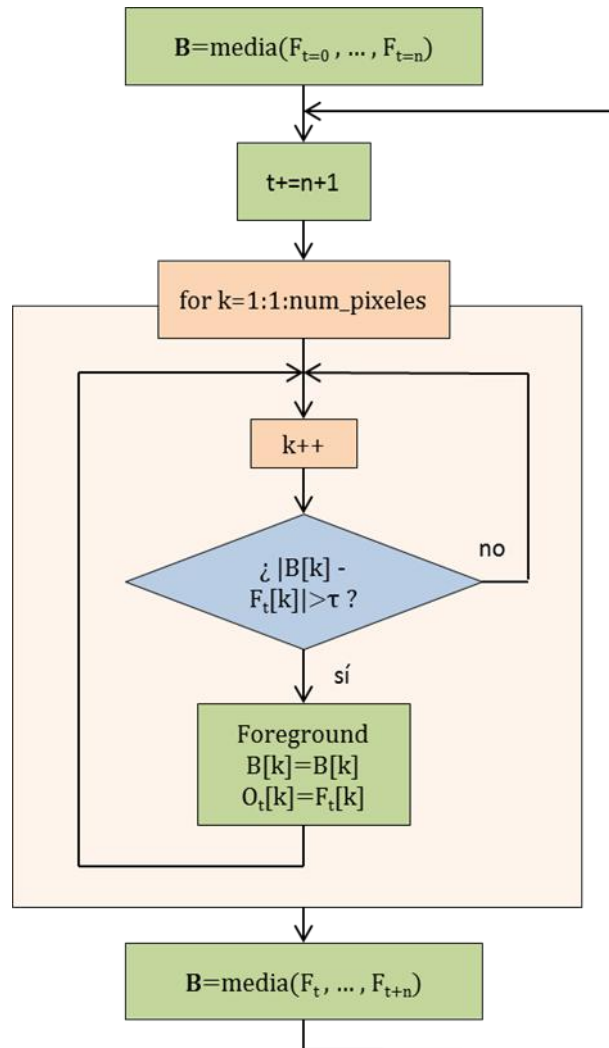 B=media(Fₜ₌₀ , ... , Fₜ₌ₙ)
t+=n+1
for k=1:1:num_pixeles
k++
¿ |B[k] -
Fₜ[k]|>τ ?
no
sí
Foreground
B[k]=B[k]
Oₜ[k]=Fₜ[k]
B=media(Fₜ , ... , Fₜ₊ₙ)